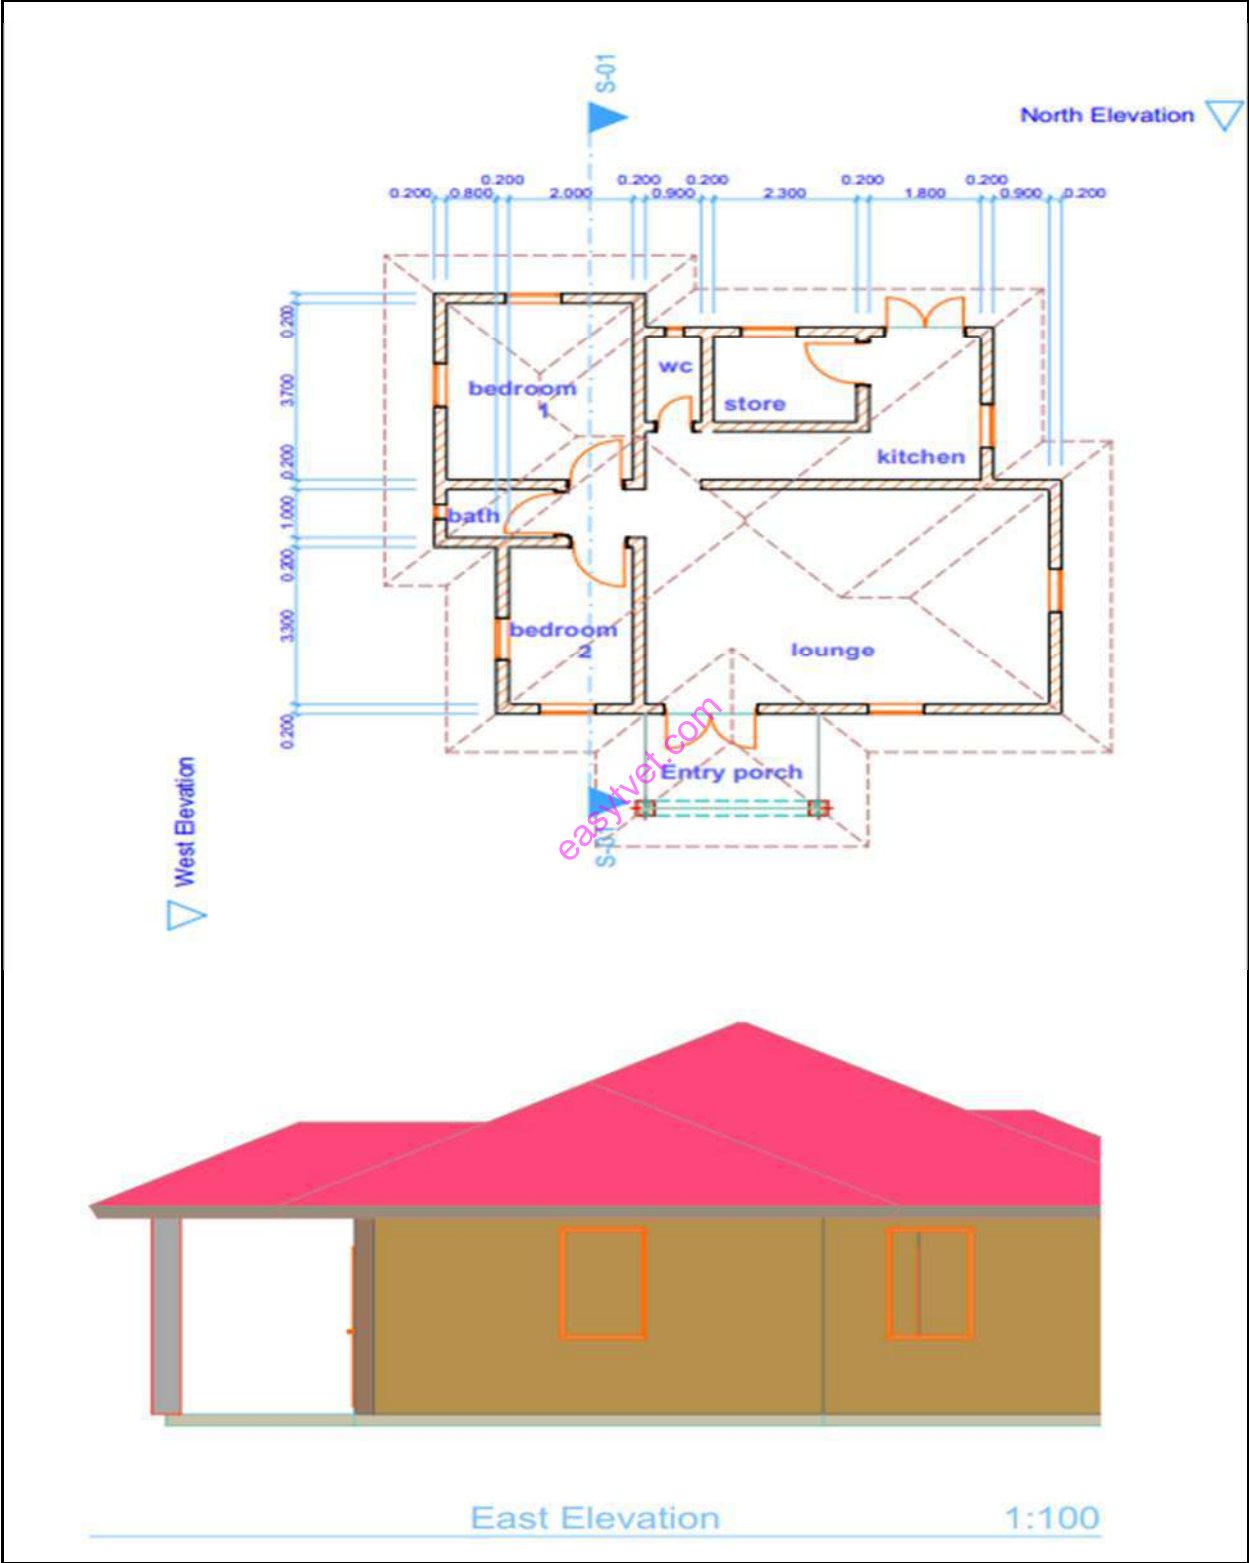 S-01
North Elevation
0.200 0.200 0.200 0.200 0.200
0.200 0.800 2.000 0.900 2.300 1.800 0.900 0.200
0.200
3.700
0.200
1.000
0.200
3.300
0.200
bedroom
1
wc
store
kitchen
bath
bedroom
2
lounge
Entry porch
easytvet.com
S-01
West Elevation
East Elevation 1:100